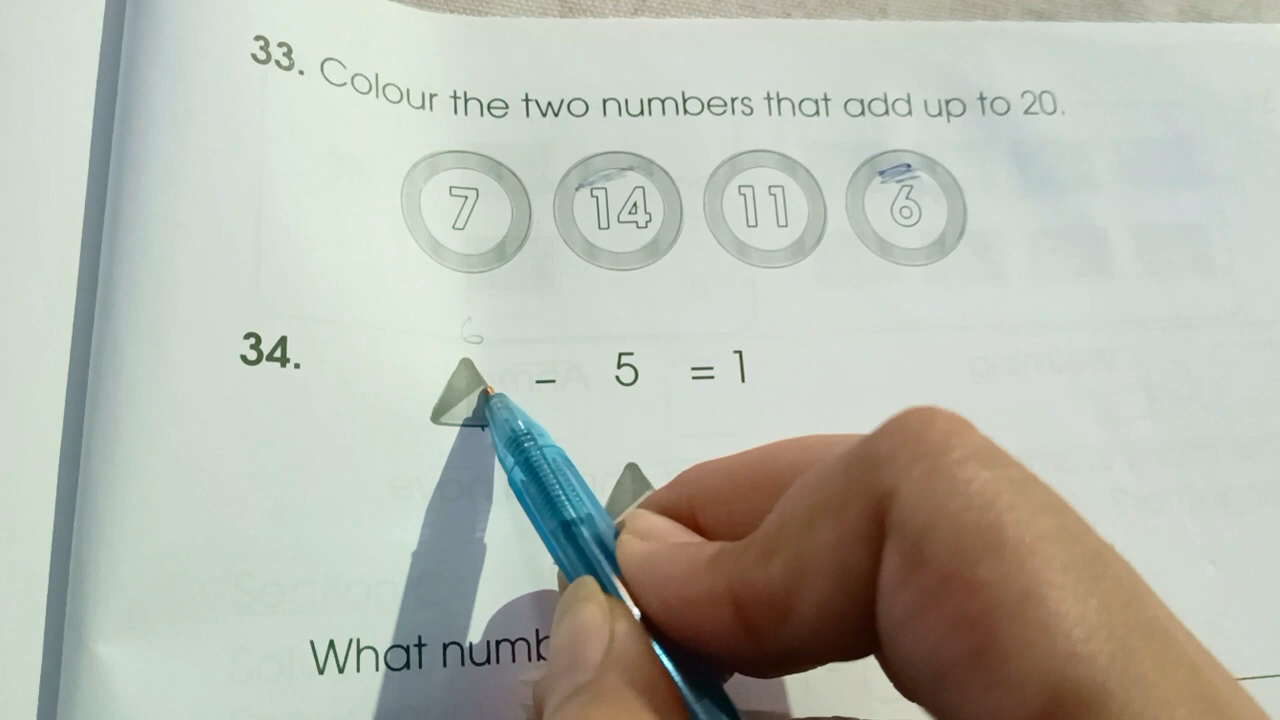 33. Colour the two numbers that add up to 20.
7 14 11 6
6
34. - 5 = 1
What